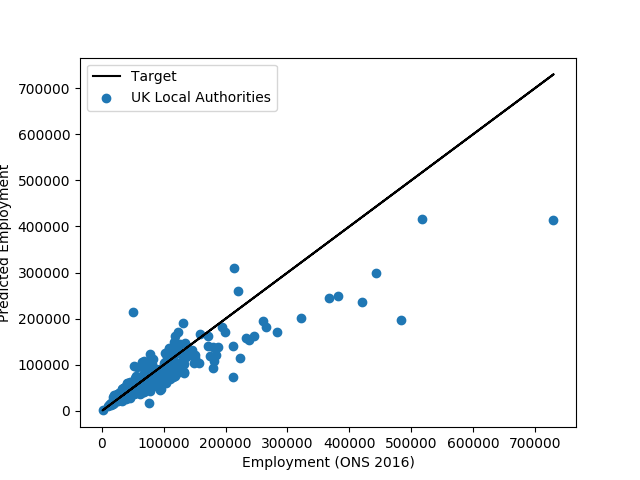 Target
UK Local Authorities
700000
600000
500000
400000
300000
200000
100000
0
Predicted Employment
0 100000 200000 300000 400000 500000 600000 700000
Employment (ONS 2016)